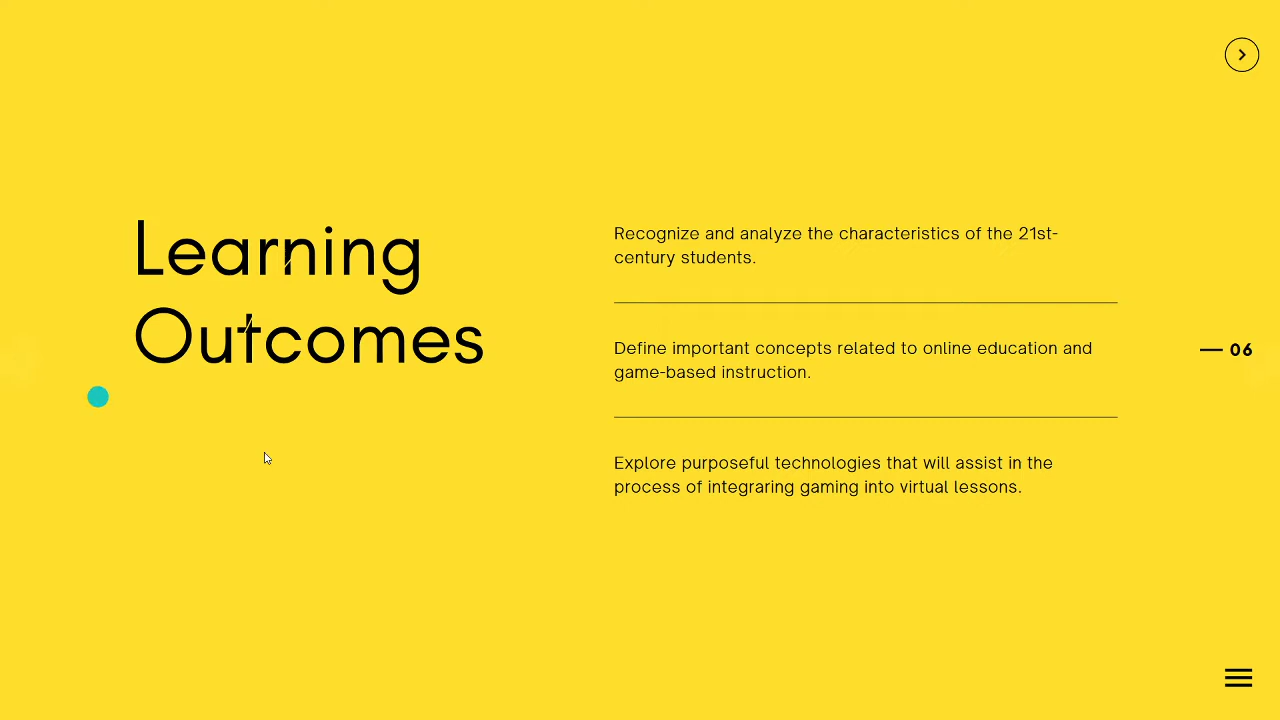 Learning
Outcomes
Recognize and analyze the characteristics of the 21st-
century students.
Define important concepts related to online education and
game-based instruction.
Explore purposeful technologies that will assist in the
process of integraring gaming into virtual lessons.
— 06